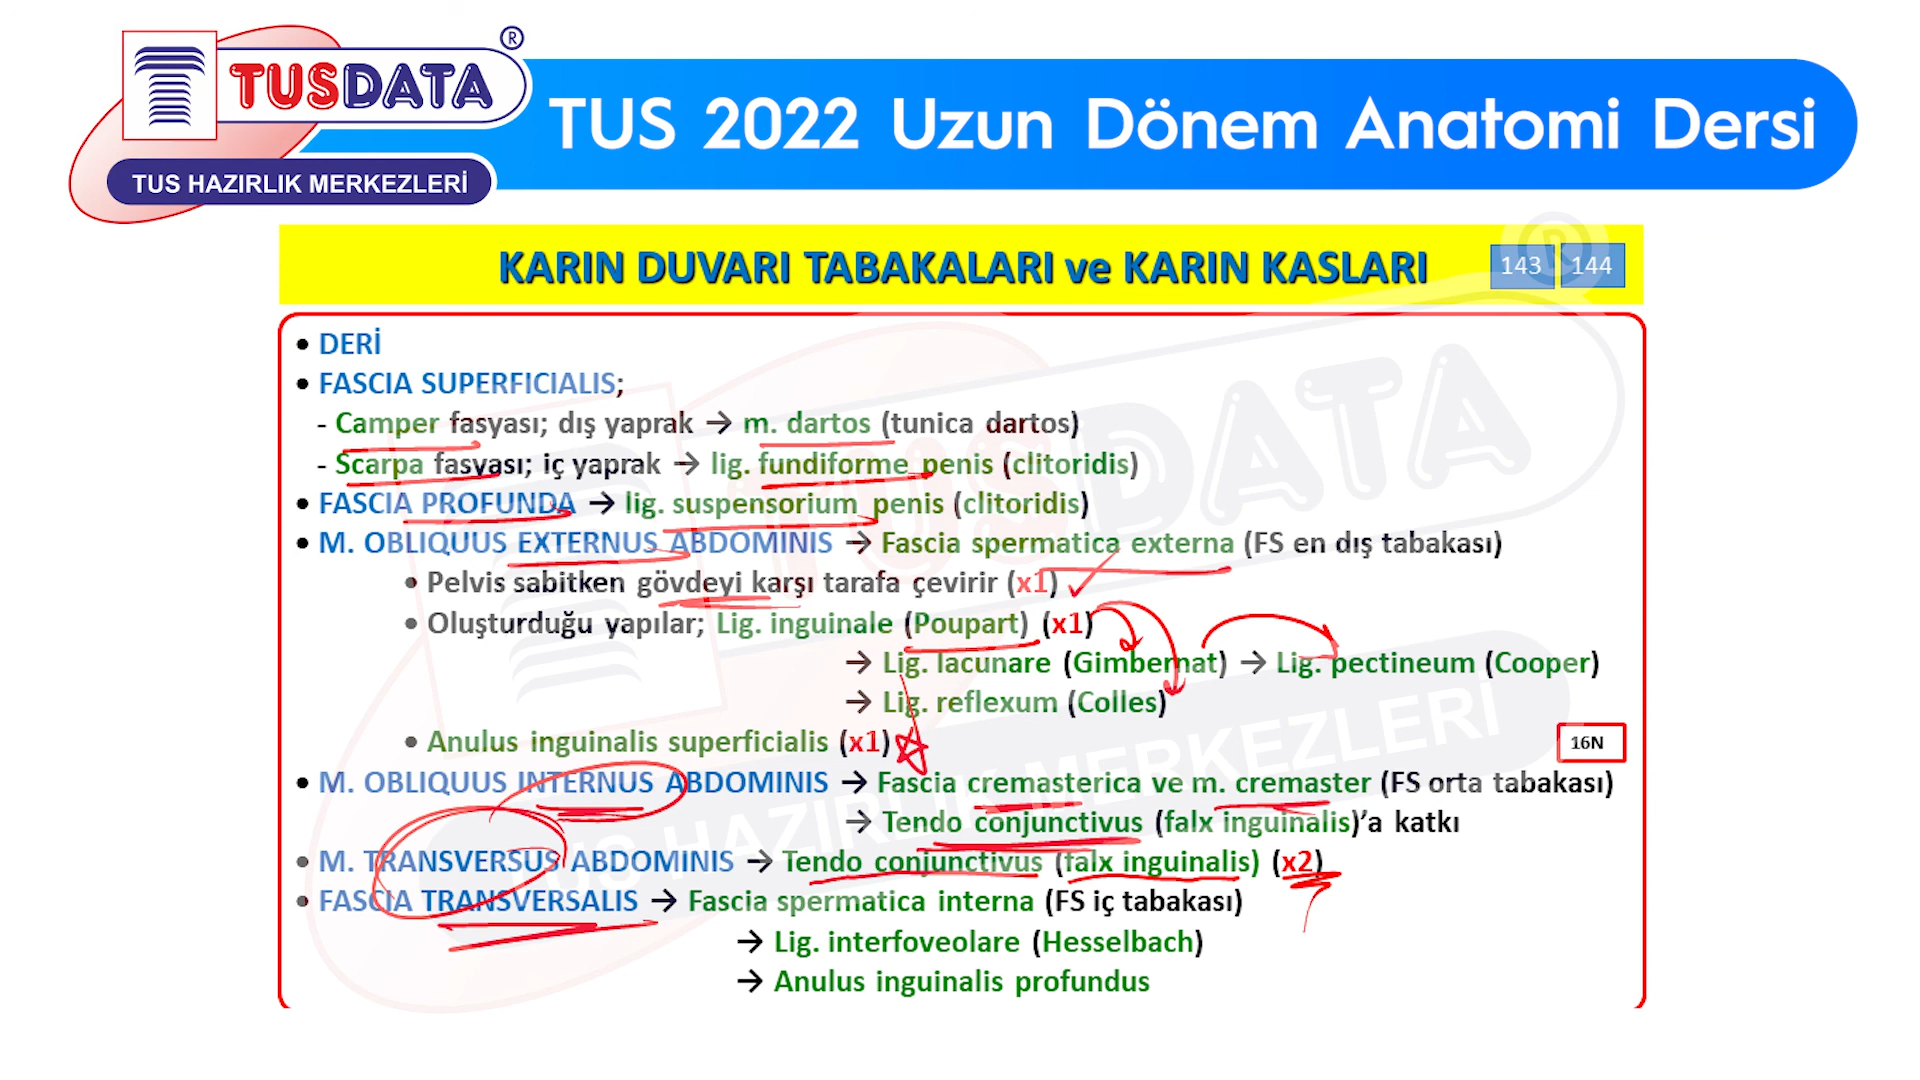 TUSDATA ®
TUS HAZIRLIK MERKEZLERİ
TUS 2022 Uzun Dönem Anatomi Dersi
KARIN DUVARI TABAKALARI ve KARIN KASLARI 143 144
• DERİ
• FASCIA SUPERFICIALIS;
- Camper fasyası; dış yaprak → m. dartos (tunica dartos)
- Scarpa fasyası; iç yaprak → lig. fundiforme penis (clitoridis)
• FASCIA PROFUNDA → lig. suspensorium penis (clitoridis)
• M. OBLIQUUS EXTERNUS ABDOMINIS → Fascia spermatica externa (FS en dış tabakası)
• Pelvis sabitken gövdeyi karşı tarafa çevirir (x1)
• Oluşturduğu yapılar; Lig. inguinale (Poupart) (x1)
→ Lig. lacunare (Gimbernat) → Lig. pectineum (Cooper)
→ Lig. reflexum (Colles)
• Anulus inguinalis superficialis (x1)
16N
• M. OBLIQUUS INTERNUS ABDOMINIS → Fascia cremasterica ve m. cremaster (FS orta tabakası)
→ Tendo conjunctivus (falx inguinalis)’a katkı
• M. TRANSVERSUS ABDOMINIS → Tendo conjunctivus (falx inguinalis) (x2)
• FASCIA TRANSVERSALIS → Fascia spermatica interna (FS iç tabakası)
→ Lig. interfoveolare (Hesselbach)
→ Anulus inguinalis profundus
TUSDATA ®
TUS HAZIRLIK MERKEZLERİ